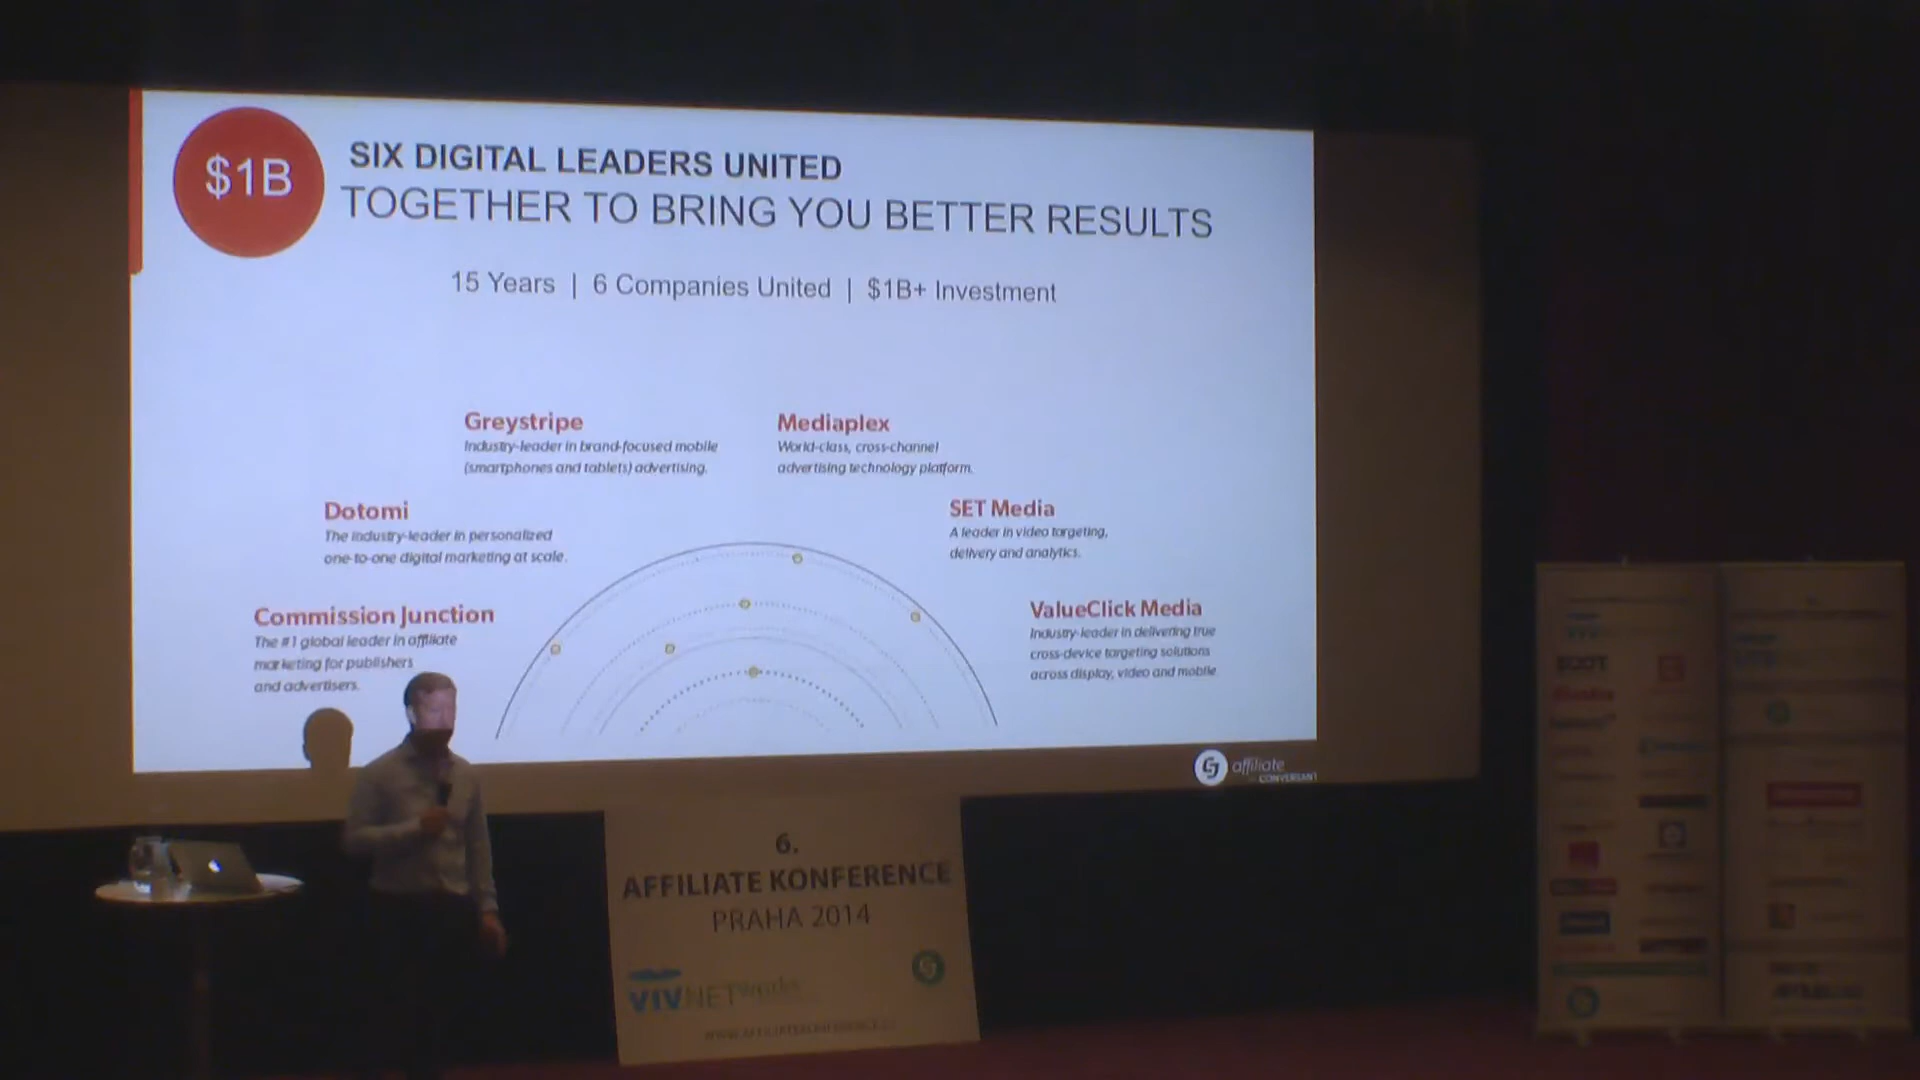 $1B
SIX DIGITAL LEADERS UNITED
TOGETHER TO BRING YOU BETTER RESULTS
15 Years | 6 Companies United | $1B+ Investment
Greystripe
Industry-leader in brand-focused mobile
(smartphones and tablets) advertising.
Mediaplex
World-class, cross-channel
advertising technology platform.
Dotomi
The industry-leader in personalized
one-to-one digital marketing at scale.
SET Media
A leader in video targeting,
delivery and analytics.
Commission Junction
The #1 global leader in affiliate
marketing for publishers
and advertisers.
ValueClick Media
Industry-leader in delivering true
cross-device targeting solutions
across display, video and mobile
CJ affiliate
CONVERSANT
6.
AFFILIATE KONFERENCE
PRAHA 2014
VIVNETworks